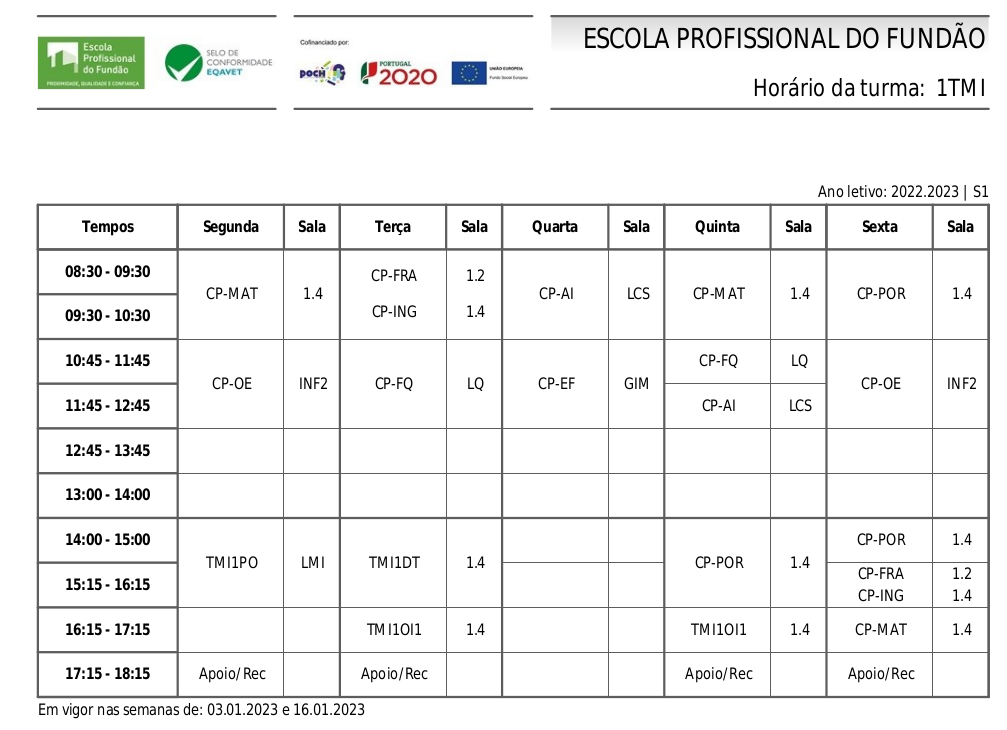 Escola
Profissional
do Fundão
PROXIMIDADE, QUALIDADE E CONFIANÇA
SELO DE
CONFORMIDADE
EQAVET
Cofinanciado por:
POCH
PORTUGAL
2020
UNIÃO EUROPEIA
Fundo Social Europeu
ESCOLA PROFISSIONAL DO FUNDÃO
Horário da turma: 1TMI
Ano letivo: 2022.2023 | S1
Tempos Segunda Sala Terça Sala Quarta Sala Quinta Sala Sexta Sala
08:30 - 09:30
09:30 - 10:30
CP-MAT 1.4
CP-FRA 1.2
CP-ING 1.4
CP-AI LCS
CP-MAT 1.4
CP-POR 1.4
10:45 - 11:45
11:45 - 12:45
CP-OE INF2
CP-FQ LQ
CP-EF GIM
CP-FQ LQ
CP-AI LCS
CP-OE INF2
12:45 - 13:45
13:00 - 14:00
14:00 - 15:00
15:15 - 16:15
TMI1PO LMI
TMI1DT 1.4
CP-POR 1.4
CP-POR 1.4
CP-FRA 1.2
CP-ING 1.4
16:15 - 17:15 TMI1OI1 1.4 TMI1OI1 1.4 CP-MAT 1.4
17:15 - 18:15 Apoio/Rec Apoio/Rec Apoio/Rec Apoio/Rec
Em vigor nas semanas de: 03.01.2023 e 16.01.2023